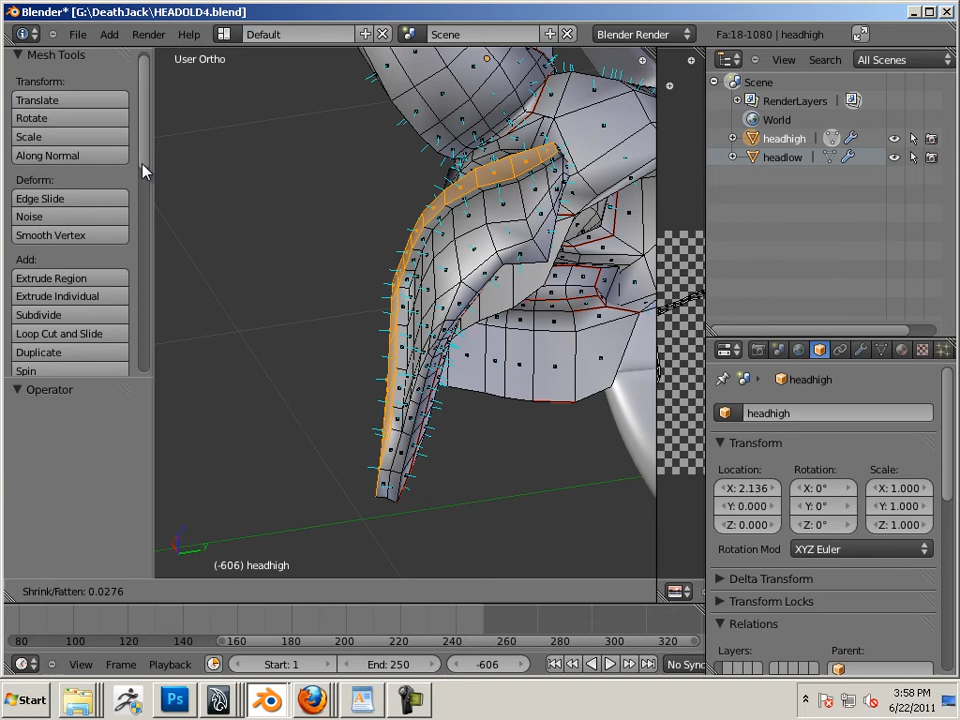 Blender* [G:\DeathJack\HEADOLD4.blend]
File Add Render Help Default Scene Blender Render Fa:18-1080 | headhigh
Mesh Tools
Transform:
Translate
Rotate
Scale
Along Normal
Deform:
Edge Slide
Noise
Smooth Vertex
Add:
Extrude Region
Extrude Individual
Subdivide
Loop Cut and Slide
Duplicate
Spin
Operator
User Ortho
(-606) headhigh
Shrink/Fatten: 0.0276
View Search All Scenes
Scene
RenderLayers
World
headhigh
headlow
headhigh
headhigh
Transform
Location: Rotation: Scale:
X: 2.136 X: 0° X: 1.000
Y: 0.000 Y: 0° Y: 1.000
Z: 0.000 Z: 0° Z: 1.000
Rotation Mod XYZ Euler
Delta Transform
Transform Locks
Relations
Layers: Parent:
80 100 120 140 160 180 200 220 240 260 280 300 320
View Frame Playback Start: 1 End: 250 -606 No Sync
Start Ps 3:58 PM
6/22/2011